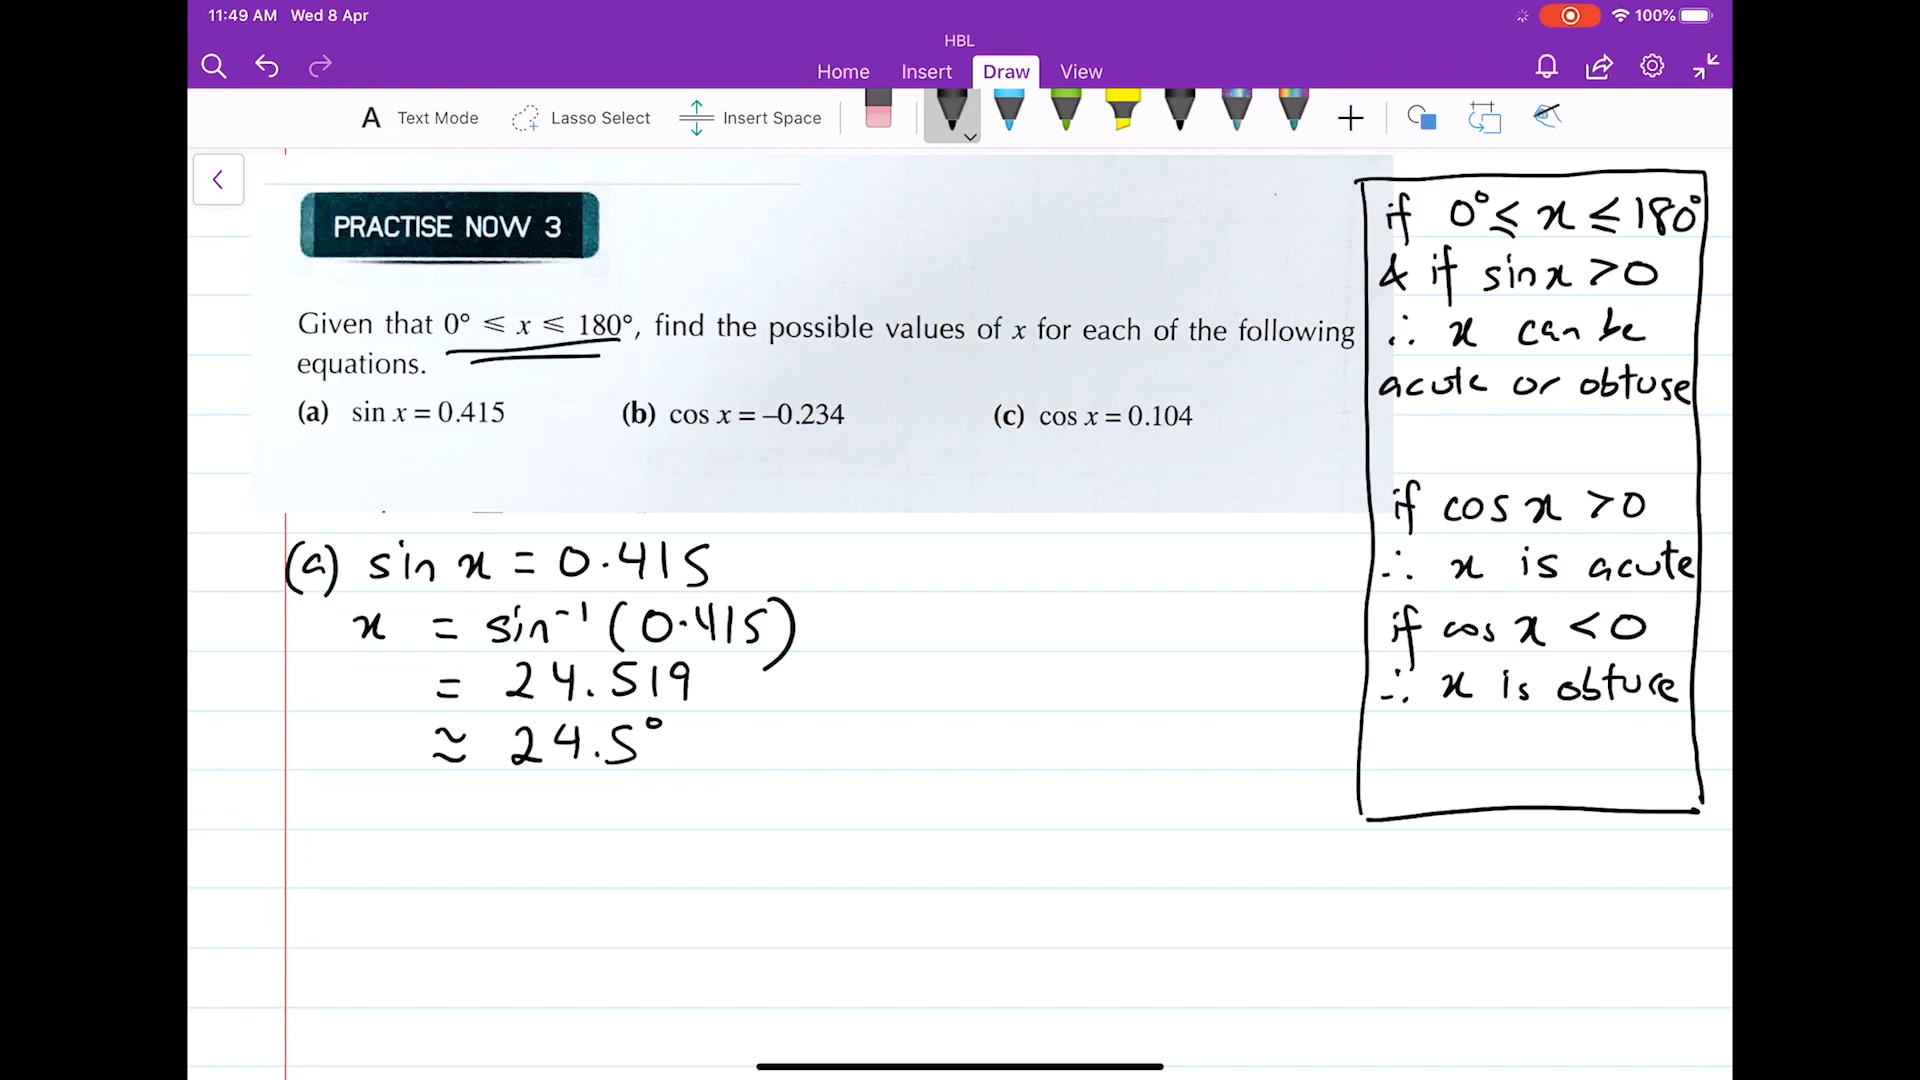 11:49 AM Wed 8 Apr
100%
HBL
Home Insert Draw View
A Text Mode Lasso Select Insert Space
PRACTISE NOW 3
Given that 0° ⩽ x ⩽ 180°, find the possible values of x for each of the following
equations.
(a) sin x = 0.415 (b) cos x = –0.234 (c) cos x = 0.104
(a) sin x = 0.415
x = sin⁻¹ (0.415)
= 24.519
≈ 24.5°
if 0° ⩽ x ⩽ 180°
& if sin x > 0
∴ x can be
acute or obtuse
if cos x > 0
∴ x is acute
if cos x < 0
∴ x is obtuse